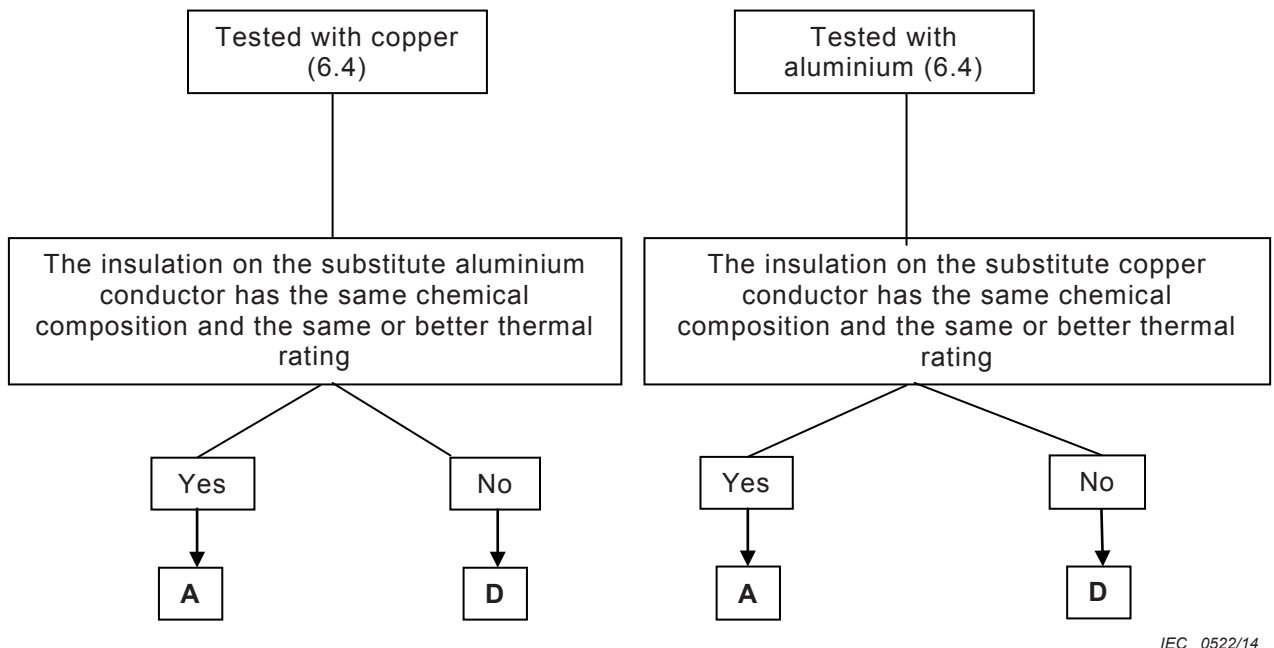 Tested with copper
(6.4)
Tested with
aluminium (6.4)
The insulation on the substitute aluminium
conductor has the same chemical
composition and the same or better thermal
rating
The insulation on the substitute copper
conductor has the same chemical
composition and the same or better thermal
rating
Yes
No
Yes
No
A
D
A
D
IEC 0522/14